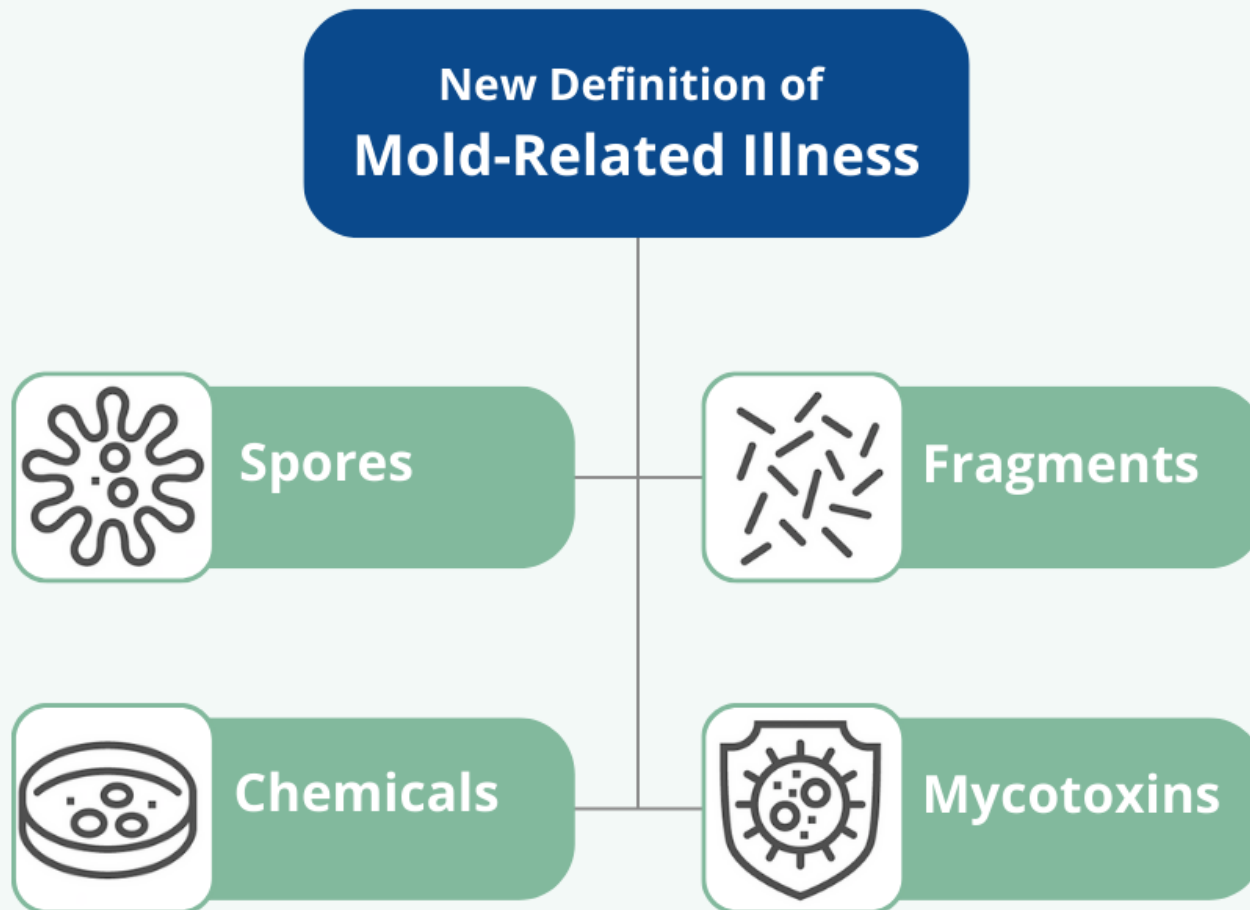 New Definition of
Mold-Related Illness
Spores
Fragments
Chemicals
Mycotoxins